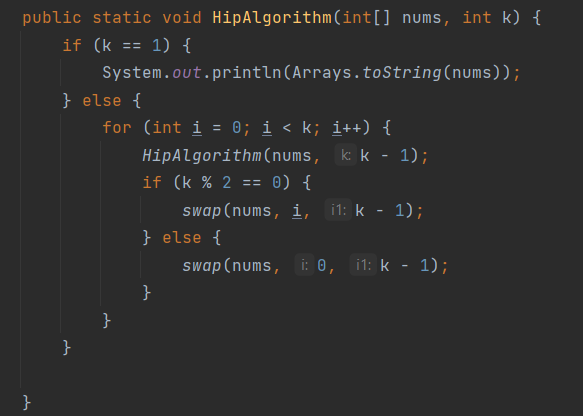 public static void HipAlgorithm(int[] nums, int k) {
if (k == 1) {
System.out.println(Arrays.toString(nums));
} else {
for (int i = 0; i < k; i++) {
HipAlgorithm(nums, k: k - 1);
if (k % 2 == 0) {
swap(nums, i, i1: k - 1);
} else {
swap(nums, i: 0, i1: k - 1);
}
}
}
}